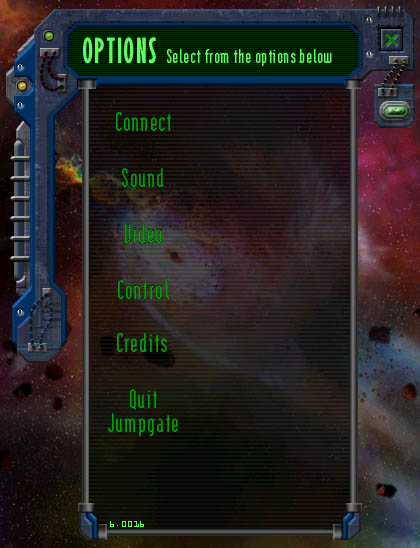 OPTIONS Select from the options below
Connect
Sound
Video
Control
Credits
Quit
Jumpgate
6.0016